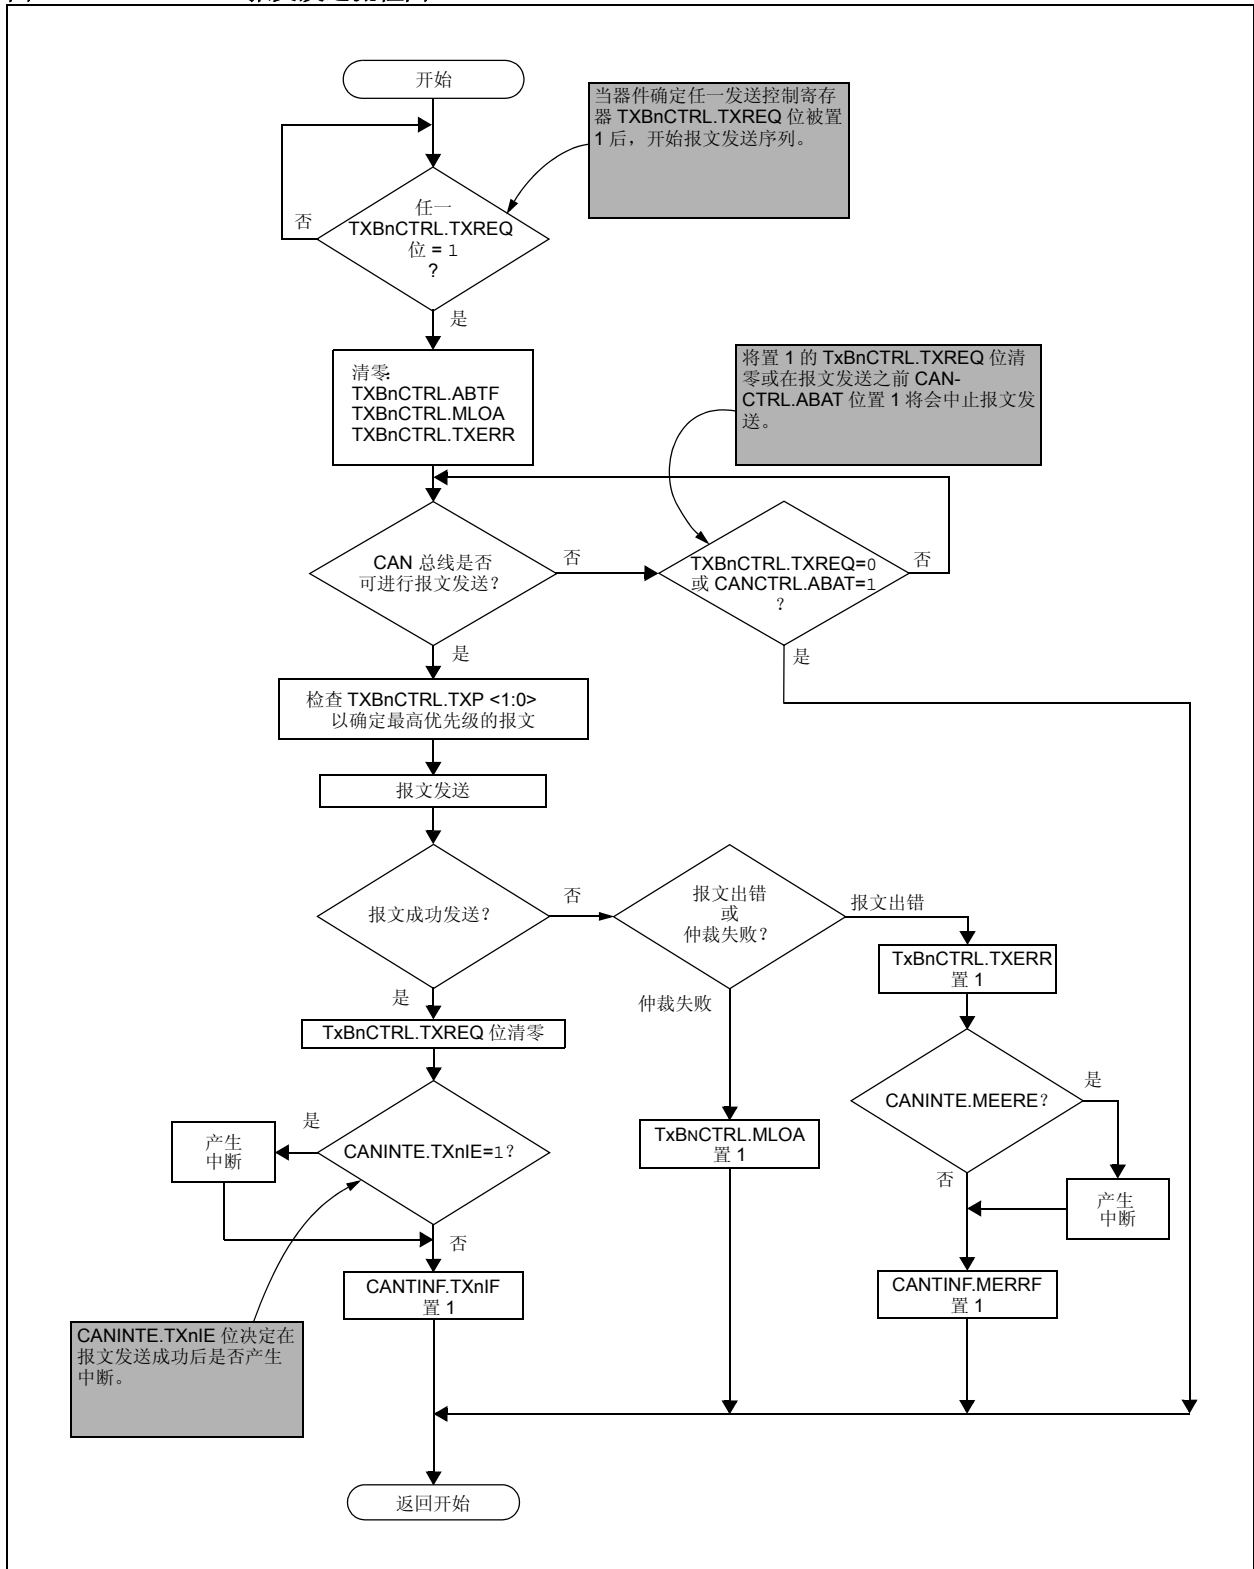 开始
当器件确定任一发送控制寄存
器 TXBnCTRL.TXREQ 位被置
1 后，开始报文发送序列。
任一
TXBnCTRL.TXREQ
位 = 1
?
否
是
清零:
TXBnCTRL.ABTF
TXBnCTRL.MLOA
TXBnCTRL.TXERR
将置 1 的 TxBnCTRL.TXREQ 位清
零或在报文发送之前 CAN-
CTRL.ABAT 位置 1 将会中止报文发
送。
CAN 总线是否
可进行报文发送？
否
TXBnCTRL.TXREQ=0
或 CANCTRL.ABAT=1
？
否
是
是
检查 TXBnCTRL.TXP <1:0>
以确定最高优先级的报文
报文发送
报文成功发送？
否
报文出错
或
仲裁失败？
报文出错
TxBnCTRL.TXERR
置 1
是
仲裁失败
TxBnCTRL.TXREQ 位清零
CANINTE.MEERE？
是
产生
中断
是
CANINTE.TXnIE=1？
TxBNCTRL.MLOA
置 1
否
产生
中断
否
CANTINF.TXnIF
置 1
CANTINF.MERRF
置 1
CANINTE.TXnIE 位决定在
报文发送成功后是否产生
中断。
返回开始